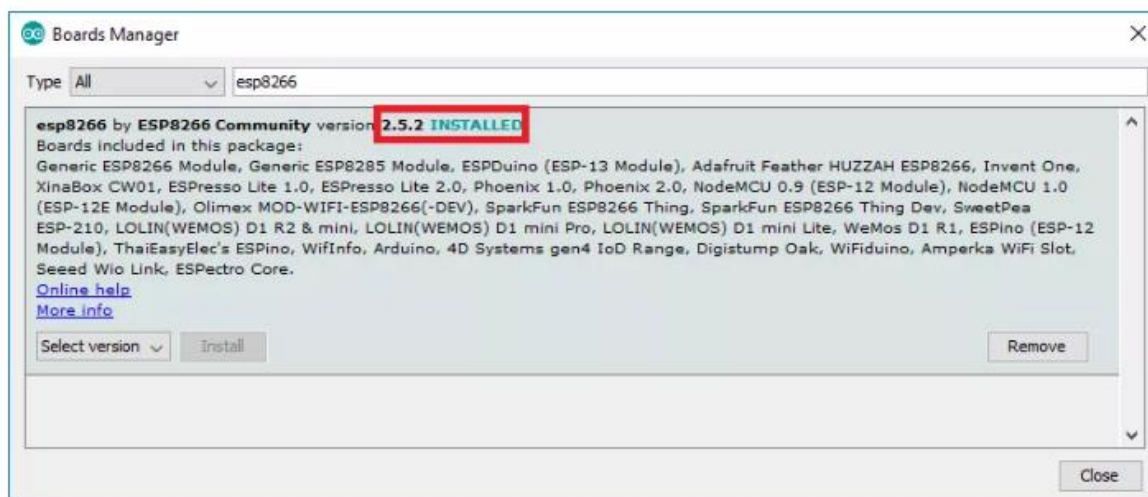 Boards Manager
Type All esp8266
esp8266 by ESP8266 Community version 2.5.2 INSTALLED
Boards included in this package:
Generic ESP8266 Module, Generic ESP8285 Module, ESPDuino (ESP-13 Module), Adafruit Feather HUZZAH ESP8266, Invent One,
XinaBox CW01, ESPresso Lite 1.0, ESPresso Lite 2.0, Phoenix 1.0, Phoenix 2.0, NodeMCU 0.9 (ESP-12 Module), NodeMCU 1.0
(ESP-12E Module), Olimex MOD-WIFI-ESP8266(-DEV), SparkFun ESP8266 Thing, SparkFun ESP8266 Thing Dev, SweetPea
ESP-210, LOLIN(WEMOS) D1 R2 & mini, LOLIN(WEMOS) D1 mini Pro, LOLIN(WEMOS) D1 mini Lite, WeMos D1 R1, ESPino (ESP-12
Module), ThaiEasyElec's ESPino, WifInfo, Arduino, 4D Systems gen4 IoD Range, Digistump Oak, WiFiduino, Amperka WiFi Slot,
Seeed Wio Link, ESPectro Core.
Online help
More info
Select version Install Remove
Close